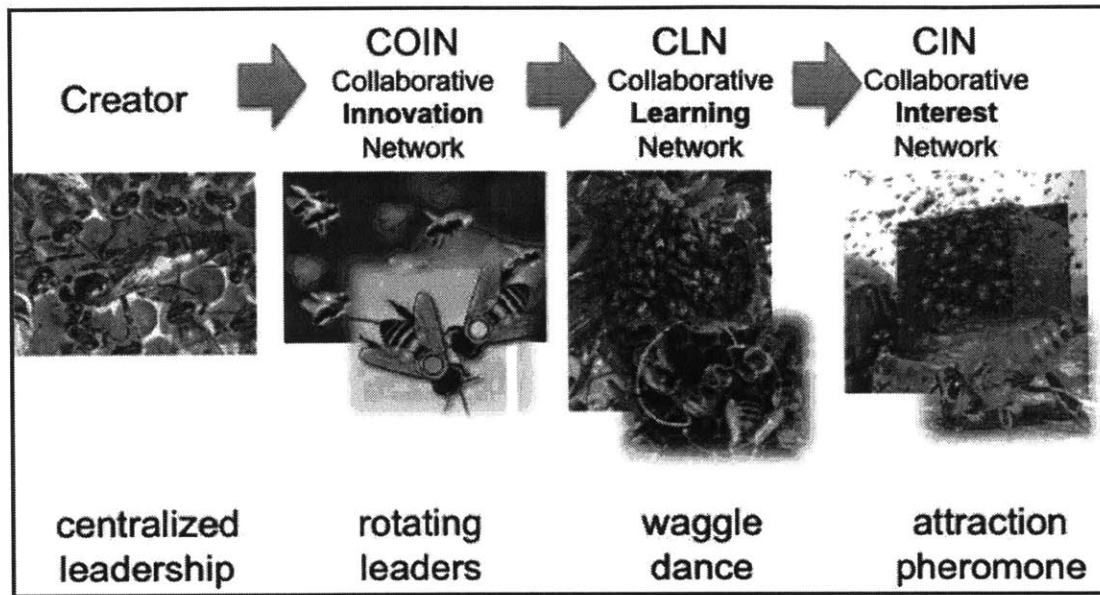 Creator
COIN
Collaborative
Innovation
Network
CLN
Collaborative
Learning
Network
CIN
Collaborative
Interest
Network
centralized
leadership
rotating
leaders
waggle
dance
attraction
pheromone